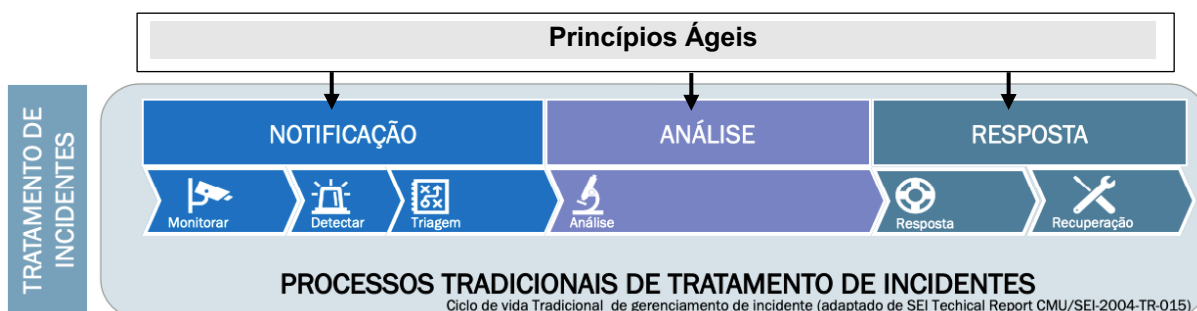 Princípios Ágeis
TRATAMENTO DE
INCIDENTES
NOTIFICAÇÃO
ANÁLISE
RESPOSTA
Monitorar
Detectar
Triagem
Análise
Resposta
Recuperação
PROCESSOS TRADICIONAIS DE TRATAMENTO DE INCIDENTES
Ciclo de vida Tradicional de gerenciamento de incidente (adaptado de SEI Techical Report CMU/SEI-2004-TR-015)